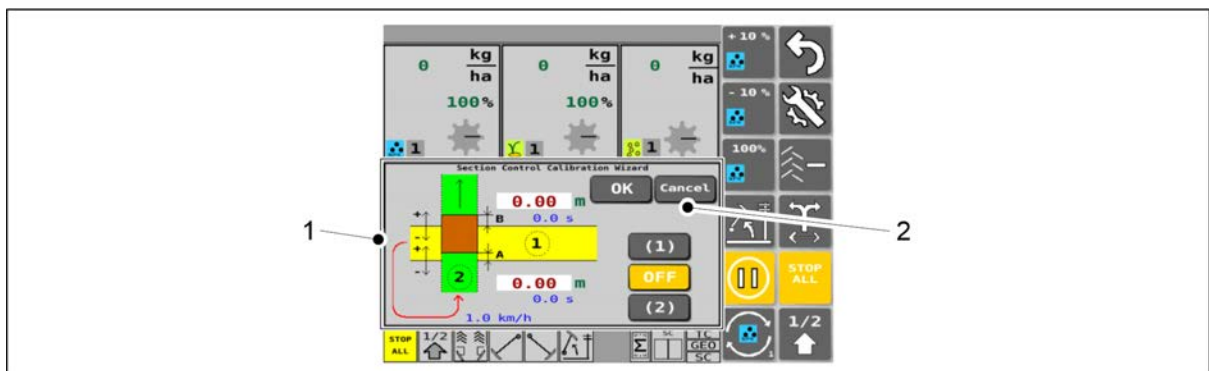 0 kg/ha 0 kg/ha 0 kg/ha
100% 100%
1 1 1
+ 10 %
- 10 %
100%
Section Control Calibration Wizard
OK Cancel
0.00 m
B 0.0 s
+
-
+
-
1
A
2
0.00 m
0.0 s
1.0 km/h
(1)
OFF
(2)
STOP ALL
1/2
1
STOP ALL
1/2
Σ
SC
TC
GEO
SC
1
2